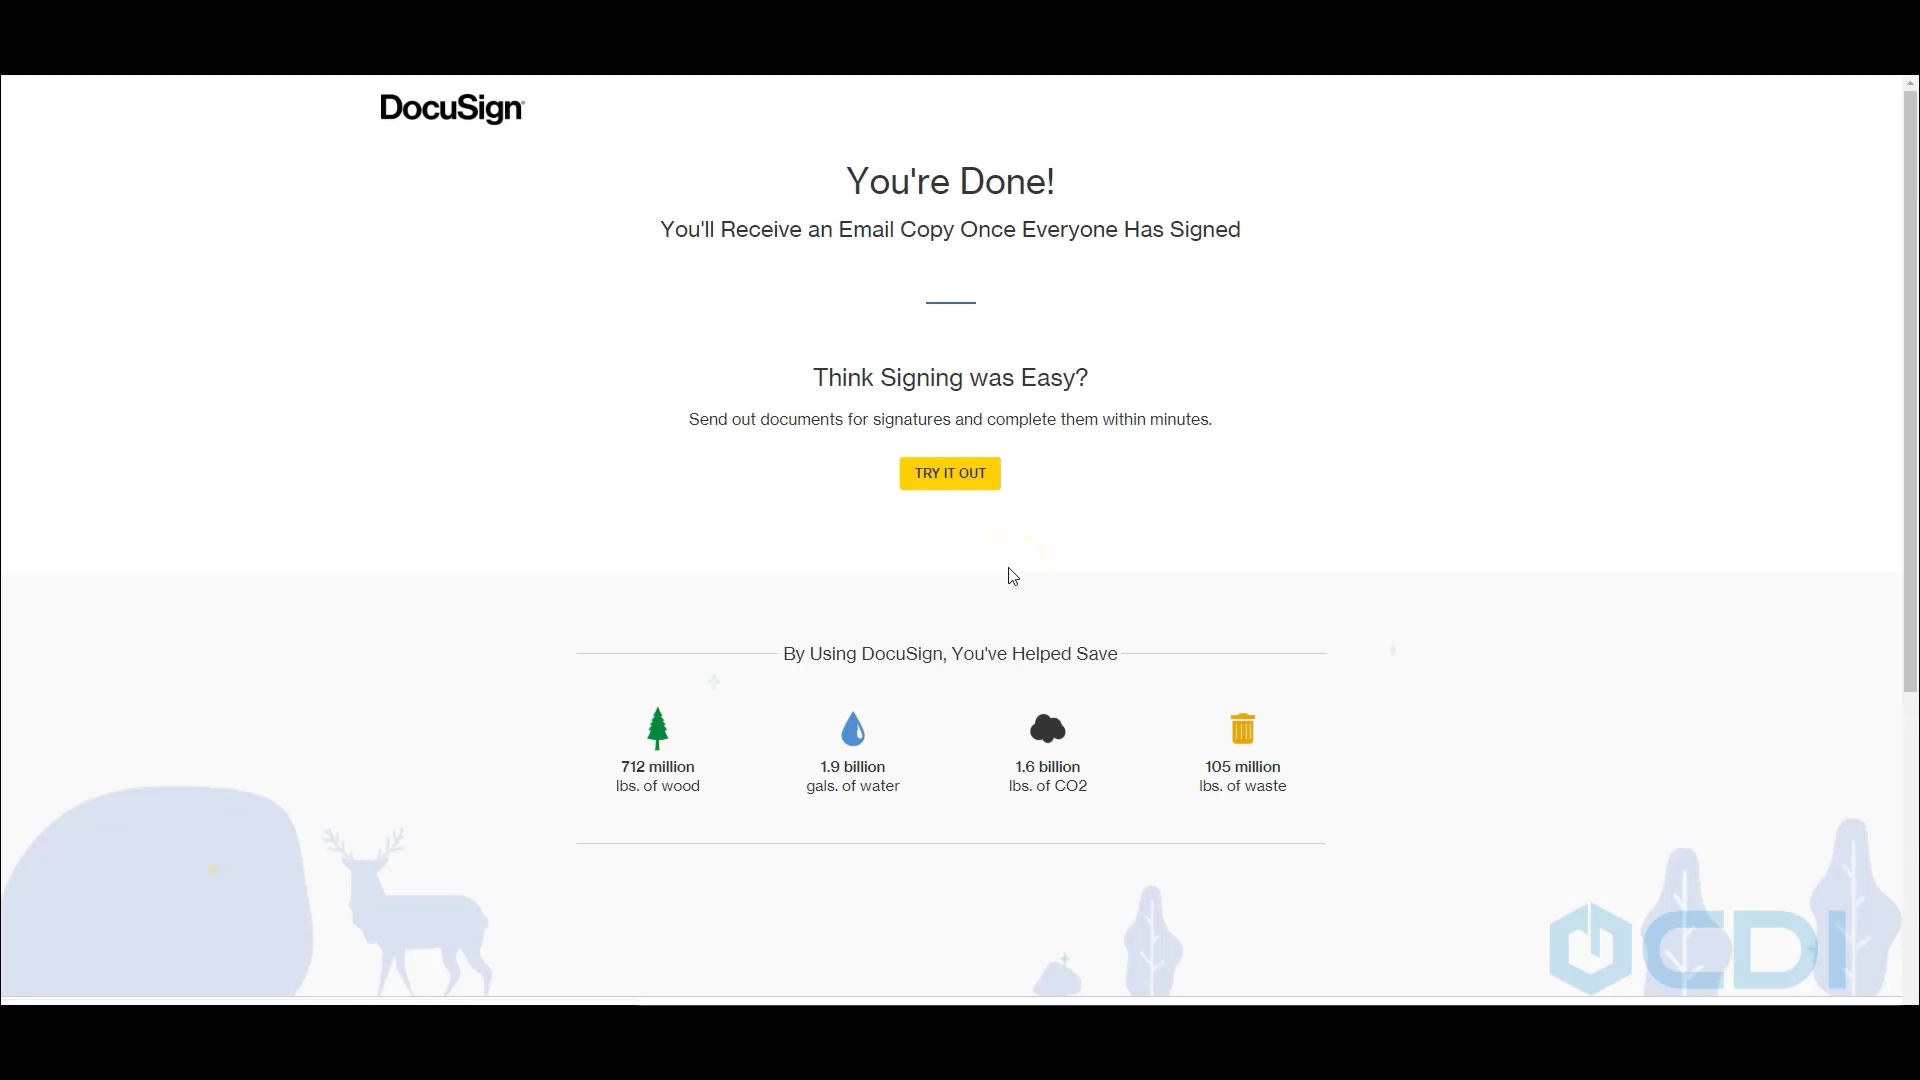 DocuSign
You're Done!
You'll Receive an Email Copy Once Everyone Has Signed
Think Signing was Easy?
Send out documents for signatures and complete them within minutes.
TRY IT OUT
By Using DocuSign, You've Helped Save
712 million
lbs. of wood
1.9 billion
gals. of water
1.6 billion
lbs. of CO2
105 million
lbs. of waste
CDI